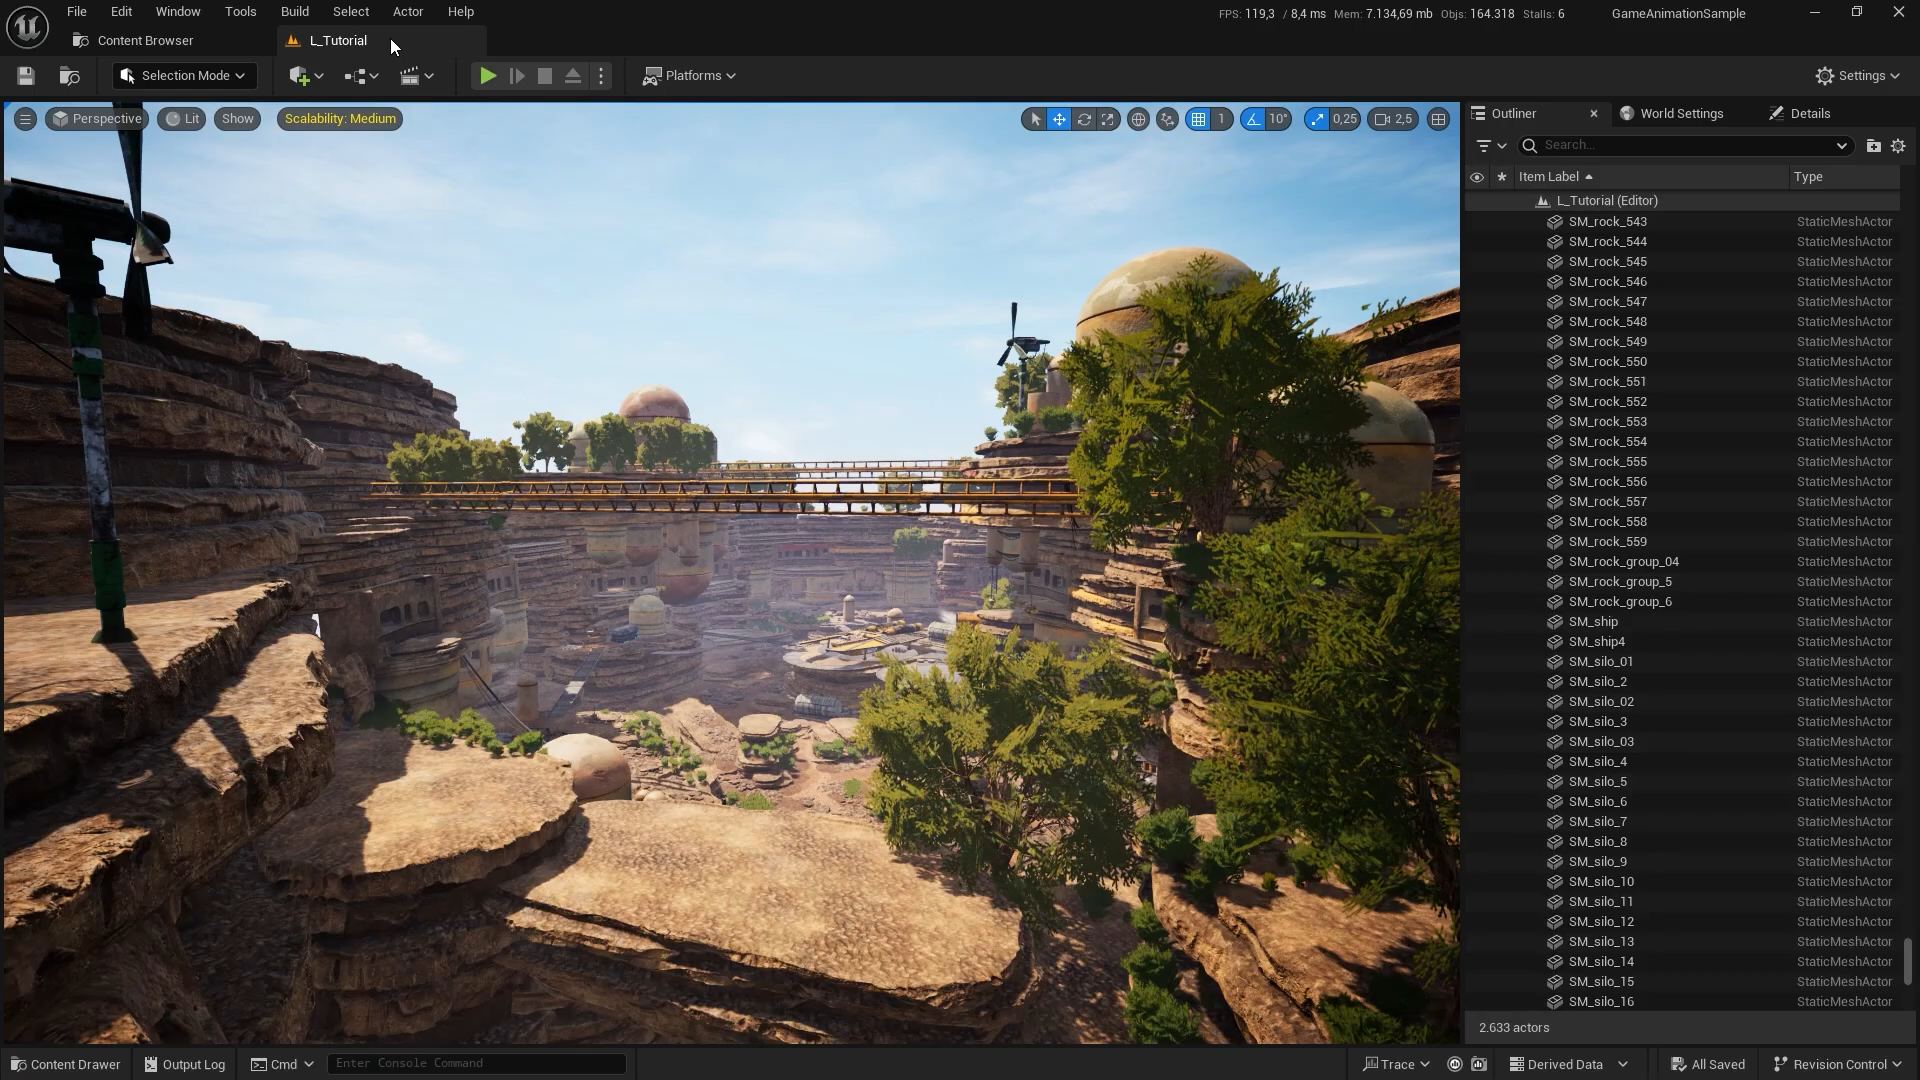 File Edit Window Tools Build Select Actor Help
FPS: 119,3 / 8,4 ms Mem: 7.134,69 mb Objs: 164.318 Stalls: 6
GameAnimationSample
Content Browser
L_Tutorial
Selection Mode
Platforms
Settings
Perspective
Lit
Show
Scalability: Medium
1
10°
0,25
2,5
Outliner
World Settings
Details
Search...
Item Label
Type
L_Tutorial (Editor)
SM_rock_543 StaticMeshActor
SM_rock_544 StaticMeshActor
SM_rock_545 StaticMeshActor
SM_rock_546 StaticMeshActor
SM_rock_547 StaticMeshActor
SM_rock_548 StaticMeshActor
SM_rock_549 StaticMeshActor
SM_rock_550 StaticMeshActor
SM_rock_551 StaticMeshActor
SM_rock_552 StaticMeshActor
SM_rock_553 StaticMeshActor
SM_rock_554 StaticMeshActor
SM_rock_555 StaticMeshActor
SM_rock_556 StaticMeshActor
SM_rock_557 StaticMeshActor
SM_rock_558 StaticMeshActor
SM_rock_559 StaticMeshActor
SM_rock_group_04 StaticMeshActor
SM_rock_group_5 StaticMeshActor
SM_rock_group_6 StaticMeshActor
SM_ship StaticMeshActor
SM_ship4 StaticMeshActor
SM_silo_01 StaticMeshActor
SM_silo_2 StaticMeshActor
SM_silo_02 StaticMeshActor
SM_silo_3 StaticMeshActor
SM_silo_03 StaticMeshActor
SM_silo_4 StaticMeshActor
SM_silo_5 StaticMeshActor
SM_silo_6 StaticMeshActor
SM_silo_7 StaticMeshActor
SM_silo_8 StaticMeshActor
SM_silo_9 StaticMeshActor
SM_silo_10 StaticMeshActor
SM_silo_11 StaticMeshActor
SM_silo_12 StaticMeshActor
SM_silo_13 StaticMeshActor
SM_silo_14 StaticMeshActor
SM_silo_15 StaticMeshActor
SM_silo_16 StaticMeshActor
2.633 actors
Content Drawer
Output Log
Cmd
Enter Console Command
Trace
Derived Data
All Saved
Revision Control